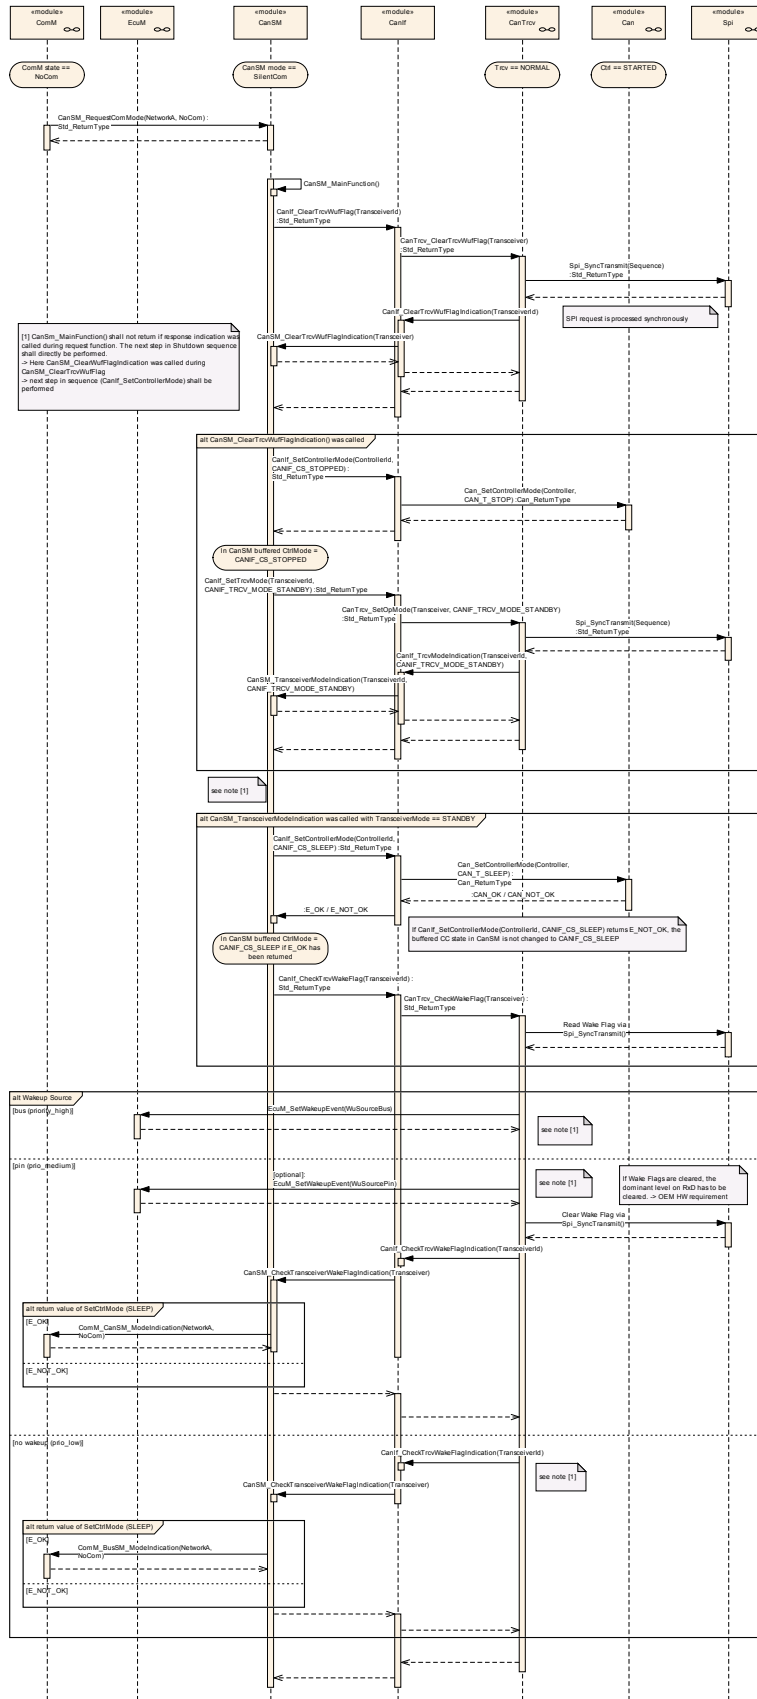 «module»
ComM
«module»
EcuM
«module»
CanSM
«module»
CanIf
«module»
CanTrcv
«module»
Can
«module»
Spi
ComM state ==
NoCom
CanSM mode ==
SilentCom
Trcv == NORMAL
Ctrl == STARTED
CanSM_RequestComMode(NetworkA, NoCom) :
Std_ReturnType
CanSM_MainFunction()
CanIf_ClearTrcvWufFlag(TransceiverId)
:Std_ReturnType
CanTrcv_ClearTrcvWufFlag(Transceiver)
:Std_ReturnType
Spi_SyncTransmit(Sequence)
:Std_ReturnType
CanIf_ClearTrcvWufFlagIndication(TransceiverId)
SPI request is processed synchronously
[1] CanSm_MainFunction() shall not return if response indication was
called during request function. The next step in Shutdown sequence
shall directly be performed.
-> Here CanSM_ClearWufFlagIndication was called during
CanSM_ClearTrcvWufFlag
-> next step in sequence (CanIf_SetControllerMode) shall be
performed
CanSM_ClearTrcvWufFlagIndication(Transceiver)
alt CanSM_ClearTrcvWufFlagIndication() was called
CanIf_SetControllerMode(ControllerId,
CANIF_CS_STOPPED) :
Std_ReturnType
Can_SetControllerMode(Controller,
CAN_T_STOP) :Can_ReturnType
In CanSM buffered CtrlMode =
CANIF_CS_STOPPED
CanIf_SetTrcvMode(TransceiverId,
CANIF_TRCV_MODE_STANDBY) :Std_ReturnType
CanTrcv_SetOpMode(Transceiver, CANIF_TRCV_MODE_STANDBY)
:Std_ReturnType
Spi_SyncTransmit(Sequence)
:Std_ReturnType
CanIf_TrcvModeIndication(TransceiverId,
CANIF_TRCV_MODE_STANDBY)
CanSM_TransceiverModeIndication(TransceiverId,
CANIF_TRCV_MODE_STANDBY)
see note [1]
alt CanSM_TransceiverModeIndication was called with TransceiverMode == STANDBY
CanIf_SetControllerMode(ControllerId,
CANIF_CS_SLEEP) :Std_ReturnType
Can_SetControllerMode(Controller,
CAN_T_SLEEP) :
Can_ReturnType
:CAN_OK / CAN_NOT_OK
:E_OK / E_NOT_OK
If CanIf_SetControllerMode(ControllerId, CANIF_CS_SLEEP) returns E_NOT_OK, the
buffered CC state in CanSM is not changed to CANIF_CS_SLEEP
In CanSM buffered CtrlMode =
CANIF_CS_SLEEP if E_OK has
been returned
CanIf_CheckTrcvWakeFlag(TransceiverId) :
Std_ReturnType
CanTrcv_CheckWakeFlag(Transceiver) :
Std_ReturnType
Read Wake Flag via
Spi_SyncTransmit()
alt Wakeup Source
[bus (priority_high)]
EcuM_SetWakeupEvent(WuSourceBus)
see note [1]
[pin (prio_medium)]
[optional]:
EcuM_SetWakeupEvent(WuSourcePin)
see note [1]
If Wake Flags are cleared, the
dominant level on RxD has to be
cleared. -> OEM HW requirement
Clear Wake Flag via
Spi_SyncTransmit()
CanIf_CheckTrcvWakeFlagIndication(TransceiverId)
CanSM_CheckTransceiverWakeFlagIndication(Transceiver)
alt return value of SetCtrlMode (SLEEP)
[E_OK]
ComM_CanSM_ModeIndication(NetworkA,
NoCom)
[E_NOT_OK]
[no wakeup (prio_low)]
CanIf_CheckTrcvWakeFlagIndication(TransceiverId)
see note [1]
CanSM_CheckTransceiverWakeFlagIndication(Transceiver)
alt return value of SetCtrlMode (SLEEP)
[E_OK]
ComM_BusSM_ModeIndication(NetworkA,
NoCom)
[E_NOT_OK]